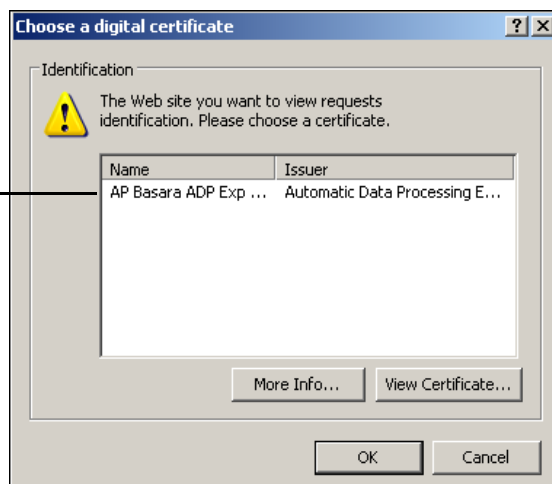 Choose a digital certificate
Identification
The Web site you want to view requests
identification. Please choose a certificate.
Name Issuer
AP Basara ADP Exp ... Automatic Data Processing E...
More Info... View Certificate...
OK Cancel